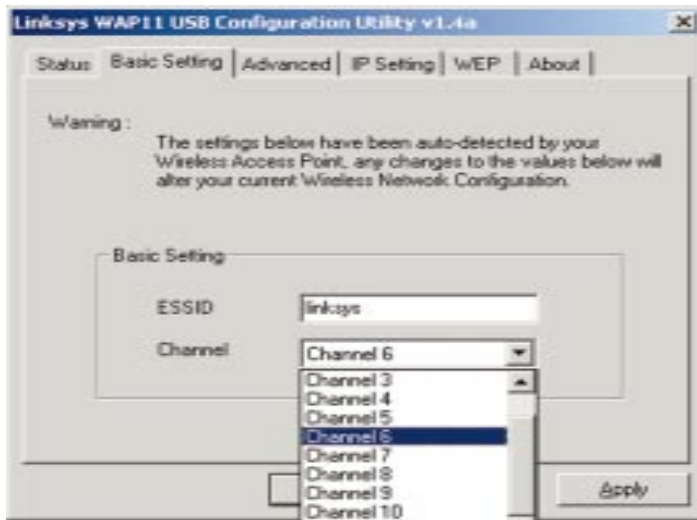 Linksys WAP11 USB Configuration Utility v1.4a
Status Basic Setting Advanced IP Setting WEP About
Warning :
The settings below have been auto-detected by your
Wireless Access Point, any changes to the values below will
alter your current Wireless Network Configuration.
Basic Setting
ESSID linksys
Channel Channel 6
Channel 3
Channel 4
Channel 5
Channel 6
Channel 7
Channel 8
Channel 9
Channel 10
Apply